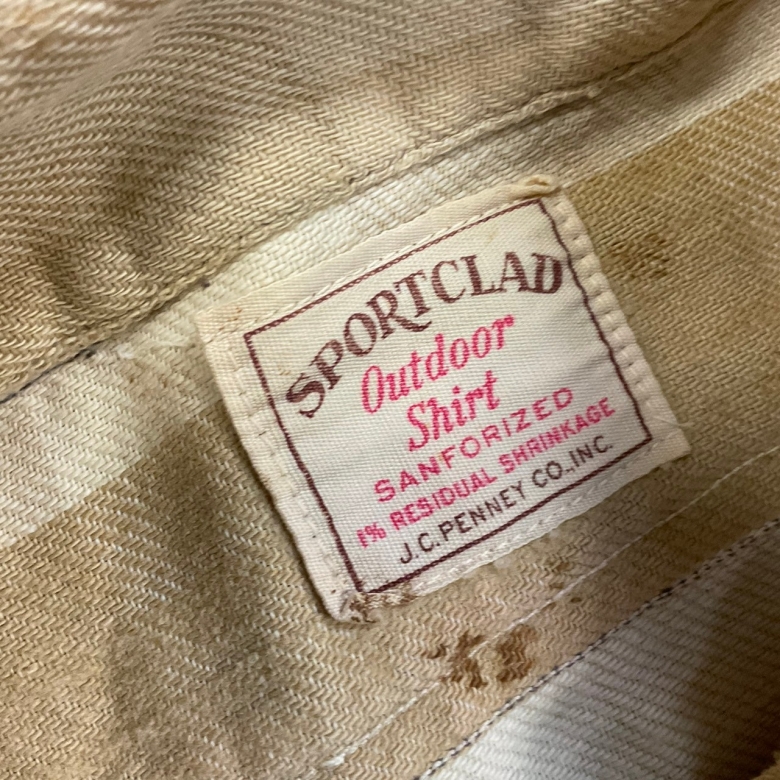 SPORTCLAD
Outdoor
Shirt
SANFORIZED
1% RESIDUAL SHRINKAGE
J.C. PENNEY CO., INC.